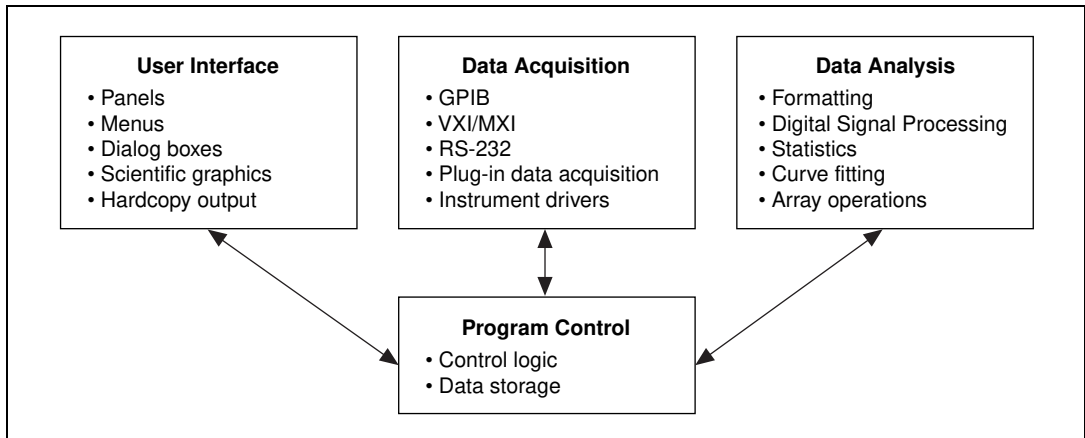 User Interface
• Panels
• Menus
• Dialog boxes
• Scientific graphics
• Hardcopy output
Data Acquisition
• GPIB
• VXI/MXI
• RS-232
• Plug-in data acquisition
• Instrument drivers
Data Analysis
• Formatting
• Digital Signal Processing
• Statistics
• Curve fitting
• Array operations
Program Control
• Control logic
• Data storage